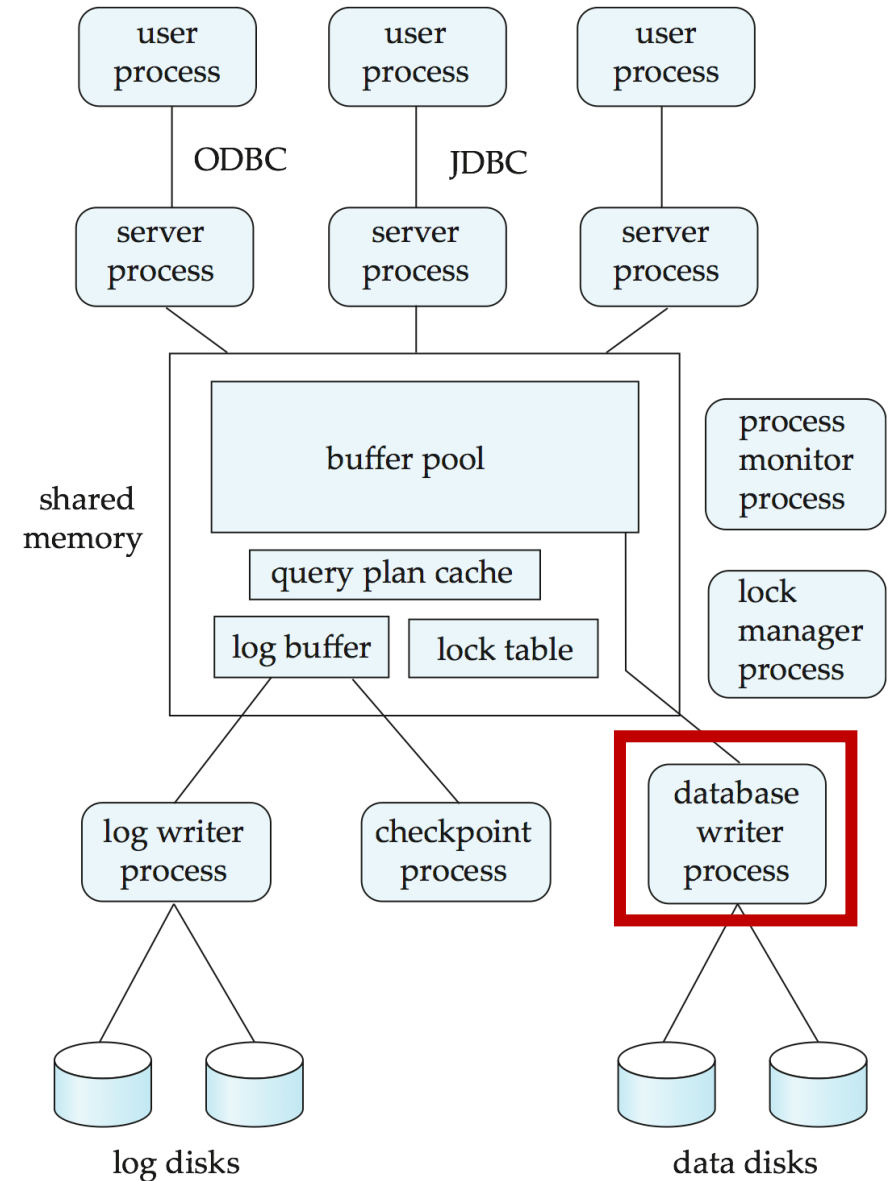 user
process
user
process
user
process
ODBC
JDBC
server
process
server
process
server
process
shared
memory
buffer pool
query plan cache
log buffer
lock table
process
monitor
process
lock
manager
process
log writer
process
checkpoint
process
database
writer
process
log disks
data disks